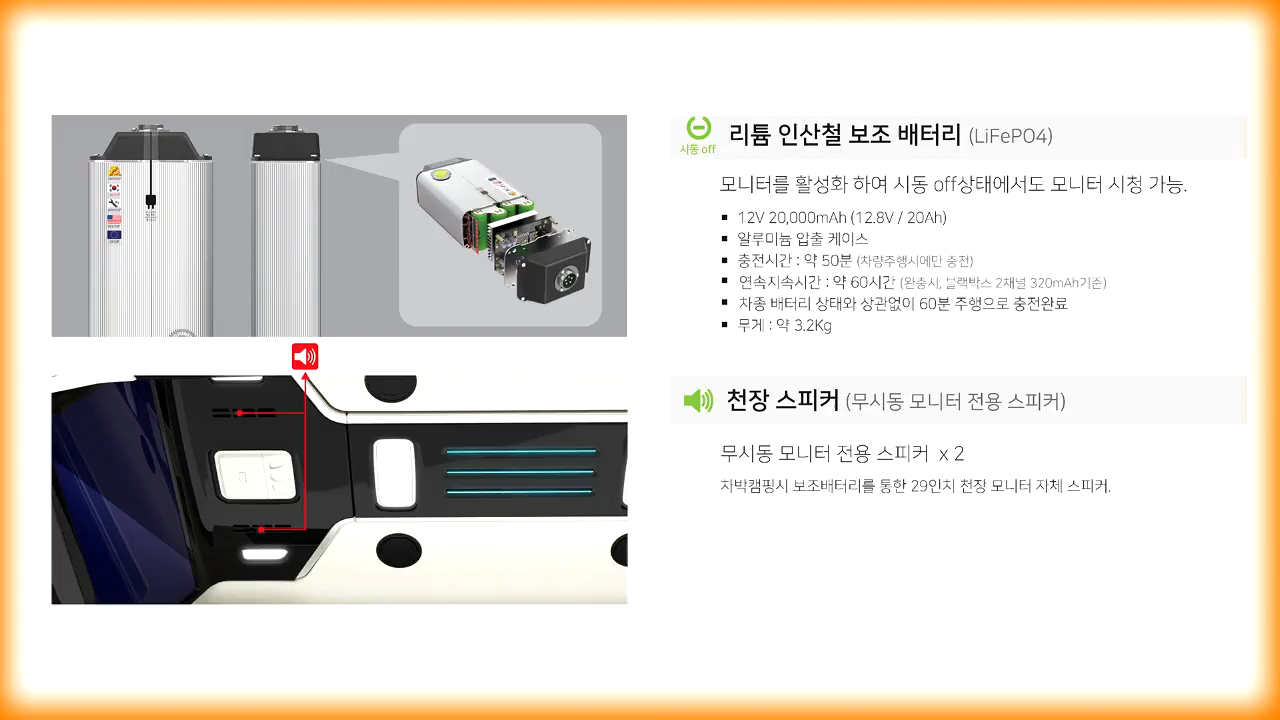 시동 off
리튬 인산철 보조 배터리 (LiFePO4)
모니터를 활성화 하여 시동 off상태에서도 모니터 시청 가능.
▪ 12V 20,000mAh (12.8V / 20Ah)
▪ 알루미늄 압출 케이스
▪ 충전시간 : 약 50분 (차량주행시에만 충전)
▪ 연속지속시간 : 약 60시간 (완충시, 블랙박스 2채널 320mAh기준)
▪ 차종 배터리 상태와 상관없이 60분 주행으로 충전완료
▪ 무게 : 약 3.2Kg
천장 스피커 (무시동 모니터 전용 스피커)
무시동 모니터 전용 스피커 x 2
차박캠핑시 보조배터리를 통한 29인치 천장 모니터 자체 스피커.